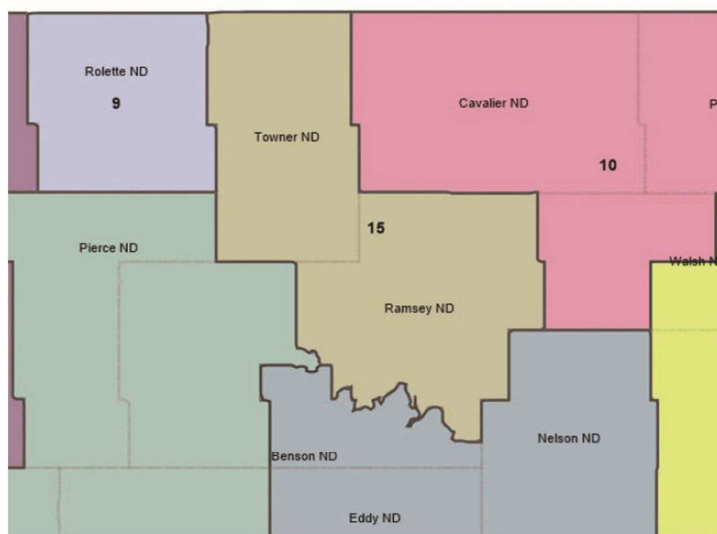 Rolette ND
9
Cavalier ND
P
Towner ND
10
15
Pierce ND
Walsh N
Ramsey ND
Nelson ND
Benson ND
Eddy ND